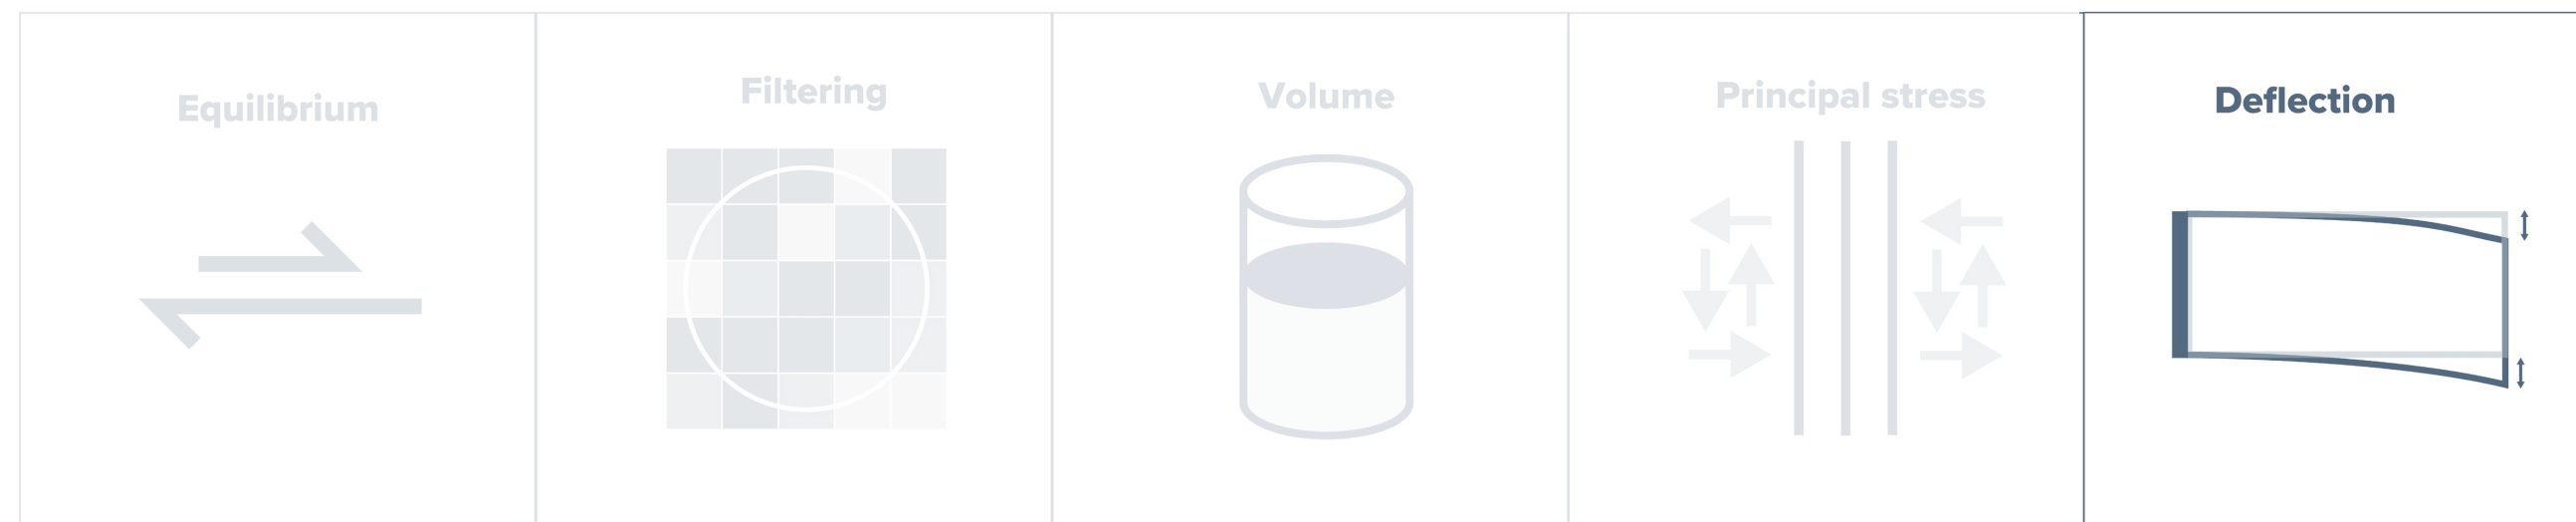 Equilibrium
Filtering
Volume
Principal stress
Deflection